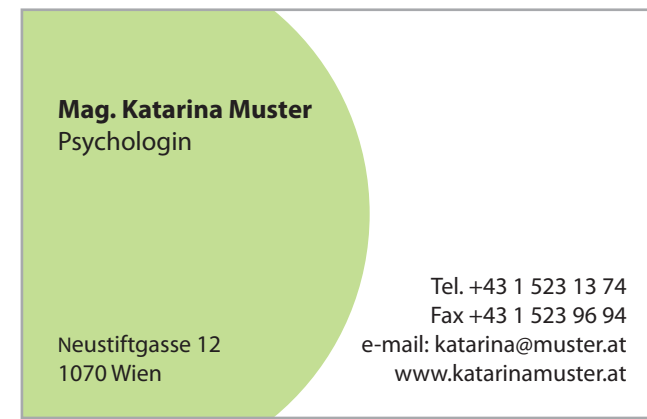 Mag. Katarina Muster
Psychologin
Neustiftgasse 12
1070 Wien
Tel. +43 1 523 13 74
Fax +43 1 523 96 94
e-mail: katarina@muster.at
www.katarinamuster.at